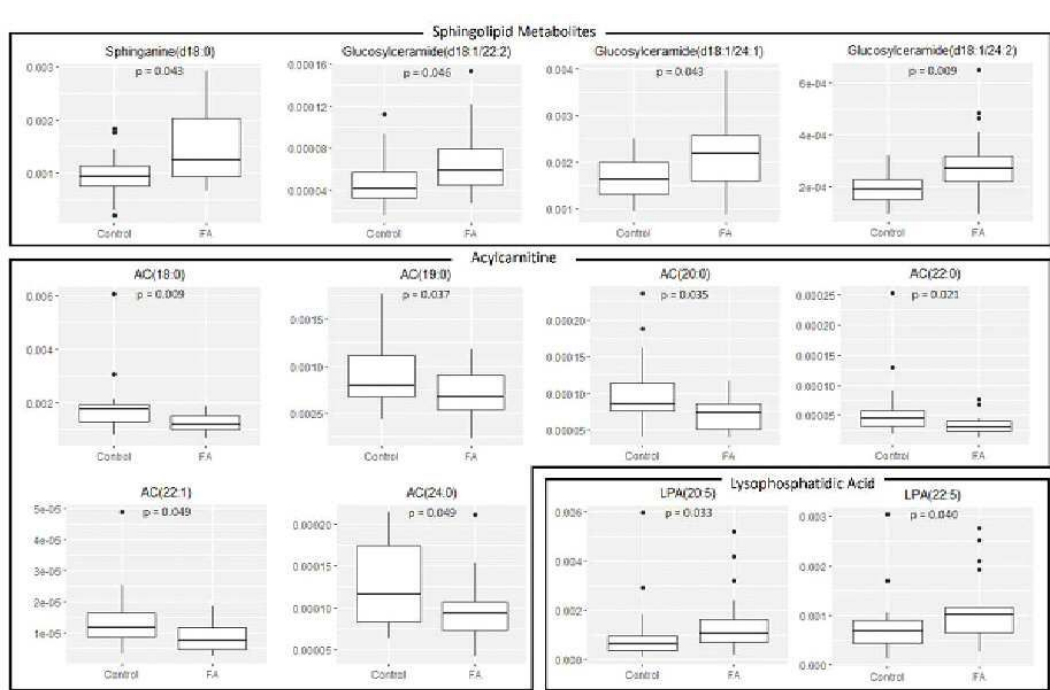 Sphingolipid Metabolites
Sphinganine(d18:0) Glucosylceramide(d18:1/22:2) Glucosylceramide(d18:1/24:1) Glucosylceramide(d18:1/24:2)
p = 0.043 p = 0.046 p = 0.043 p = 0.009
0.003 0.00016 0.004 6e-04
0.002 0.00012 0.003 4e-04
0.001 0.00008 0.002 2e-04
0.00004 0.001
Control FA Control FA Control FA Control FA
Acylcarnitine
AC(18:0) AC(19:0) AC(20:0) AC(22:0)
p = 0.009 p = 0.037 p = 0.035 p = 0.021
0.006 0.0015 0.00020 0.00025
0.004 0.0010 0.00015 0.00020
0.002 0.0025 0.00010 0.00015
0.00005 0.00010
0.00005
Control FA Control FA Control FA Control FA
AC(22:1) AC(24:0)
p = 0.049 p = 0.049
5e-05 0.00020
4e-05 0.00015
3e-05 0.00010
2e-05 0.00005
1e-05
Control FA Control FA
Lysophosphatidic Acid
LPA(20:5) LPA(22:5)
p = 0.033 p = 0.040
0.006 0.003
0.004 0.002
0.002 0.001
0.000 0.000
Control FA Control FA